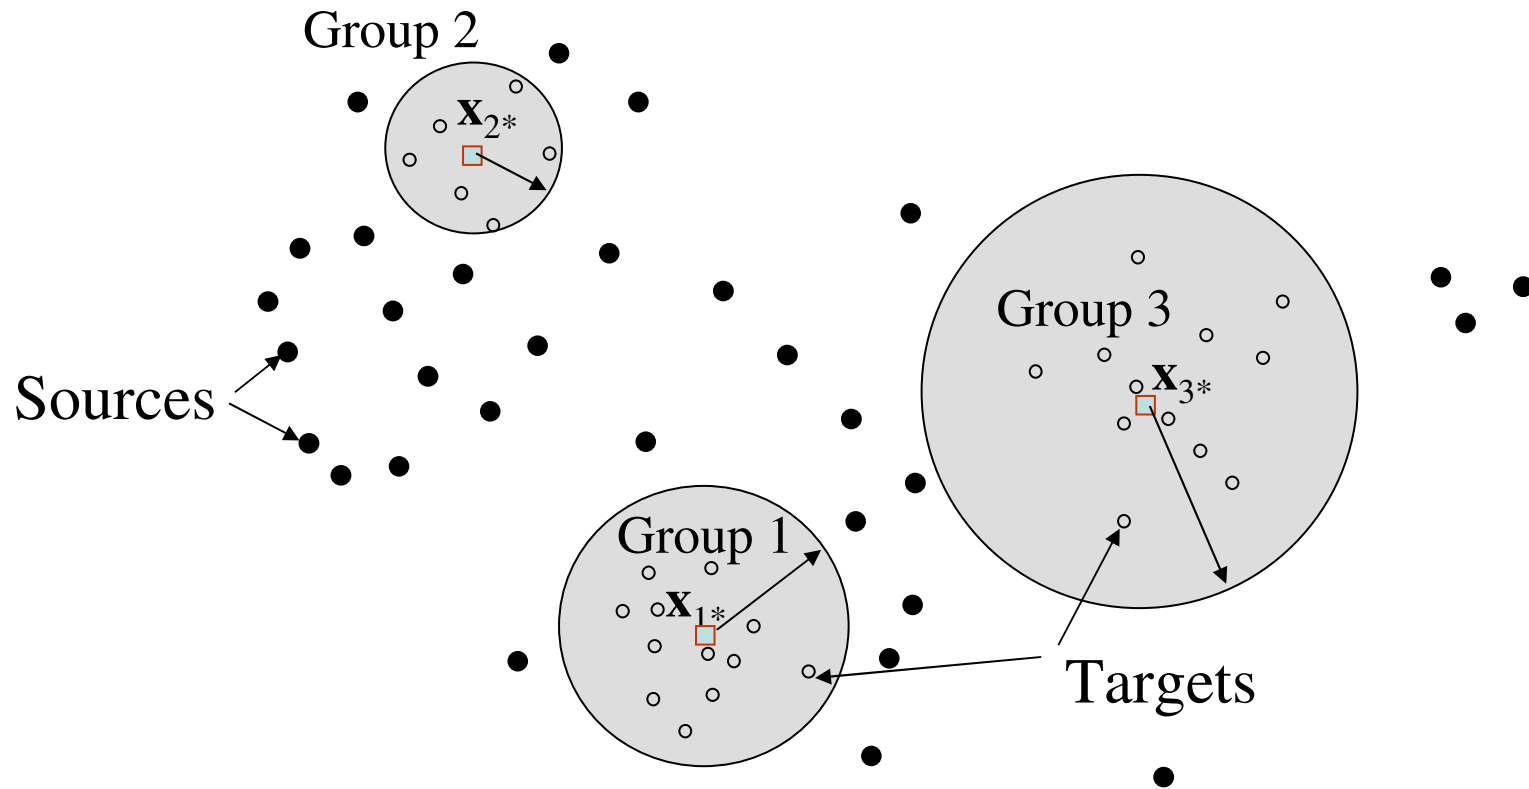 Group 2
x2*
Group 3
x3*
Sources
Group 1
x1*
Targets